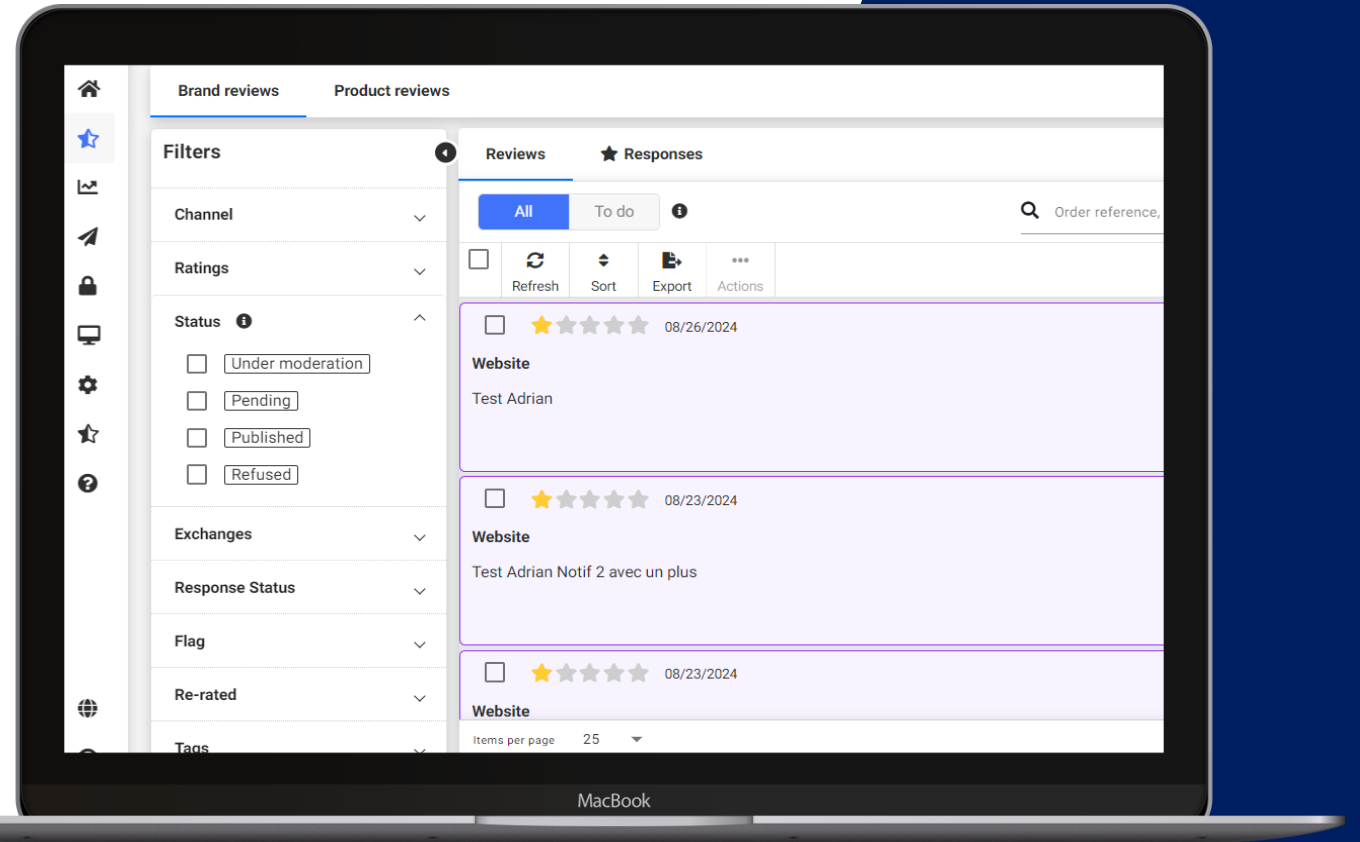 Brand reviews
Product reviews
Filters
Channel
Ratings
Status
Under moderation
Pending
Published
Refused
Exchanges
Response Status
Flag
Re-rated
Tags
Reviews
Responses
All
To do
Order reference,
Refresh
Sort
Export
Actions
08/26/2024
Website
Test Adrian
08/23/2024
Website
Test Adrian Notif 2 avec un plus
08/23/2024
Website
Items per page 25
MacBook